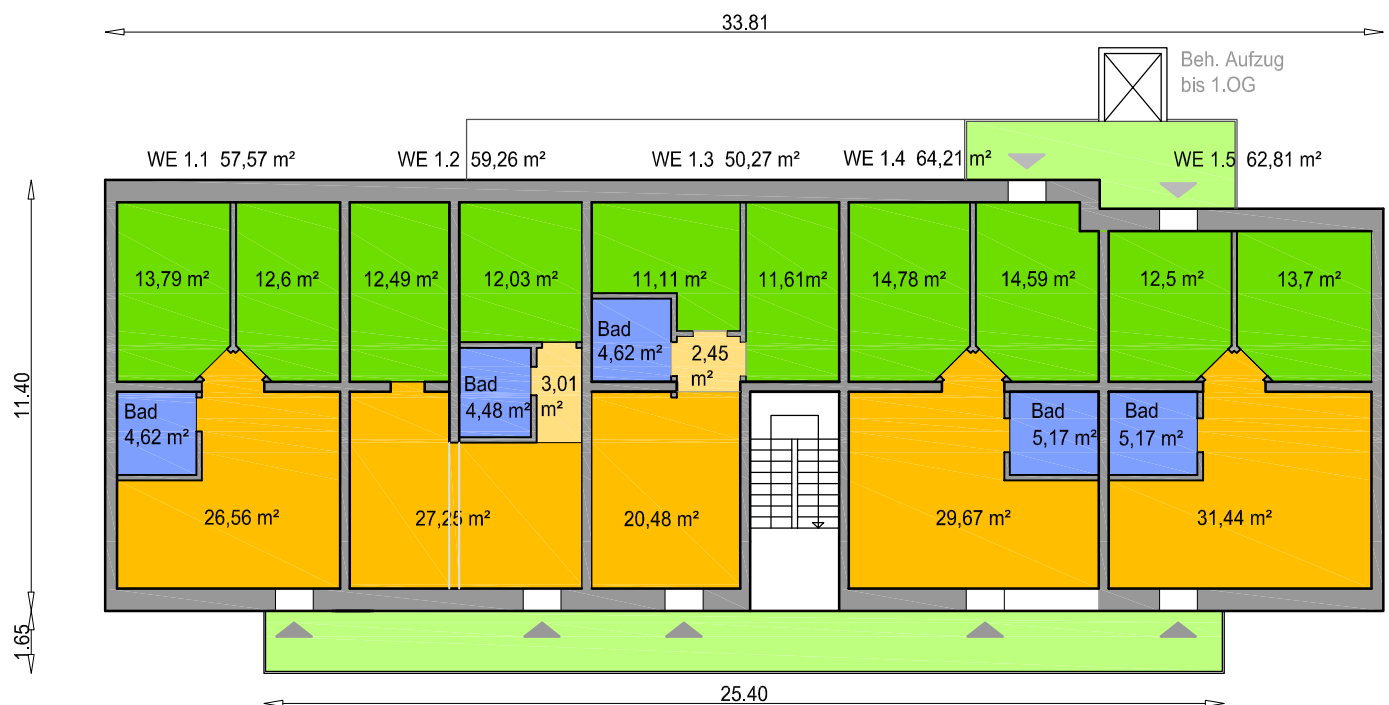 33.81
Beh. Aufzug
bis 1.OG
WE 1.1 57,57 m²
WE 1.2 59,26 m²
WE 1.3 50,27 m²
WE 1.4 64,21 m²
WE 1.5 62,81 m²
13,79 m²
12,6 m²
12,49 m²
12,03 m²
11,11 m²
11,61m²
14,78 m²
14,59 m²
12,5 m²
13,7 m²
Bad
4,62 m²
2,45
m²
Bad
4,48 m²
3,01
m²
11.40
Bad
4,62 m²
Bad
5,17 m²
Bad
5,17 m²
26,56 m²
27,25 m²
20,48 m²
29,67 m²
31,44 m²
1.65
25.40